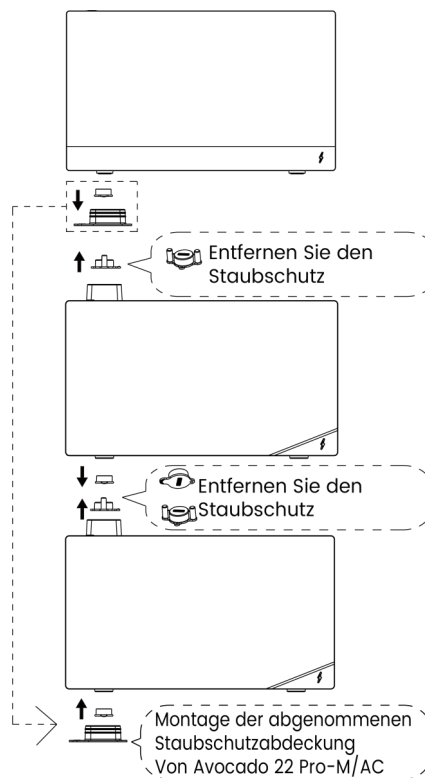 Entfernen Sie den
Staubschutz
Entfernen Sie den
Staubschutz
Montage der abgenommenen
Staubschutzabdeckung
Von Avocado 22 Pro-M/AC